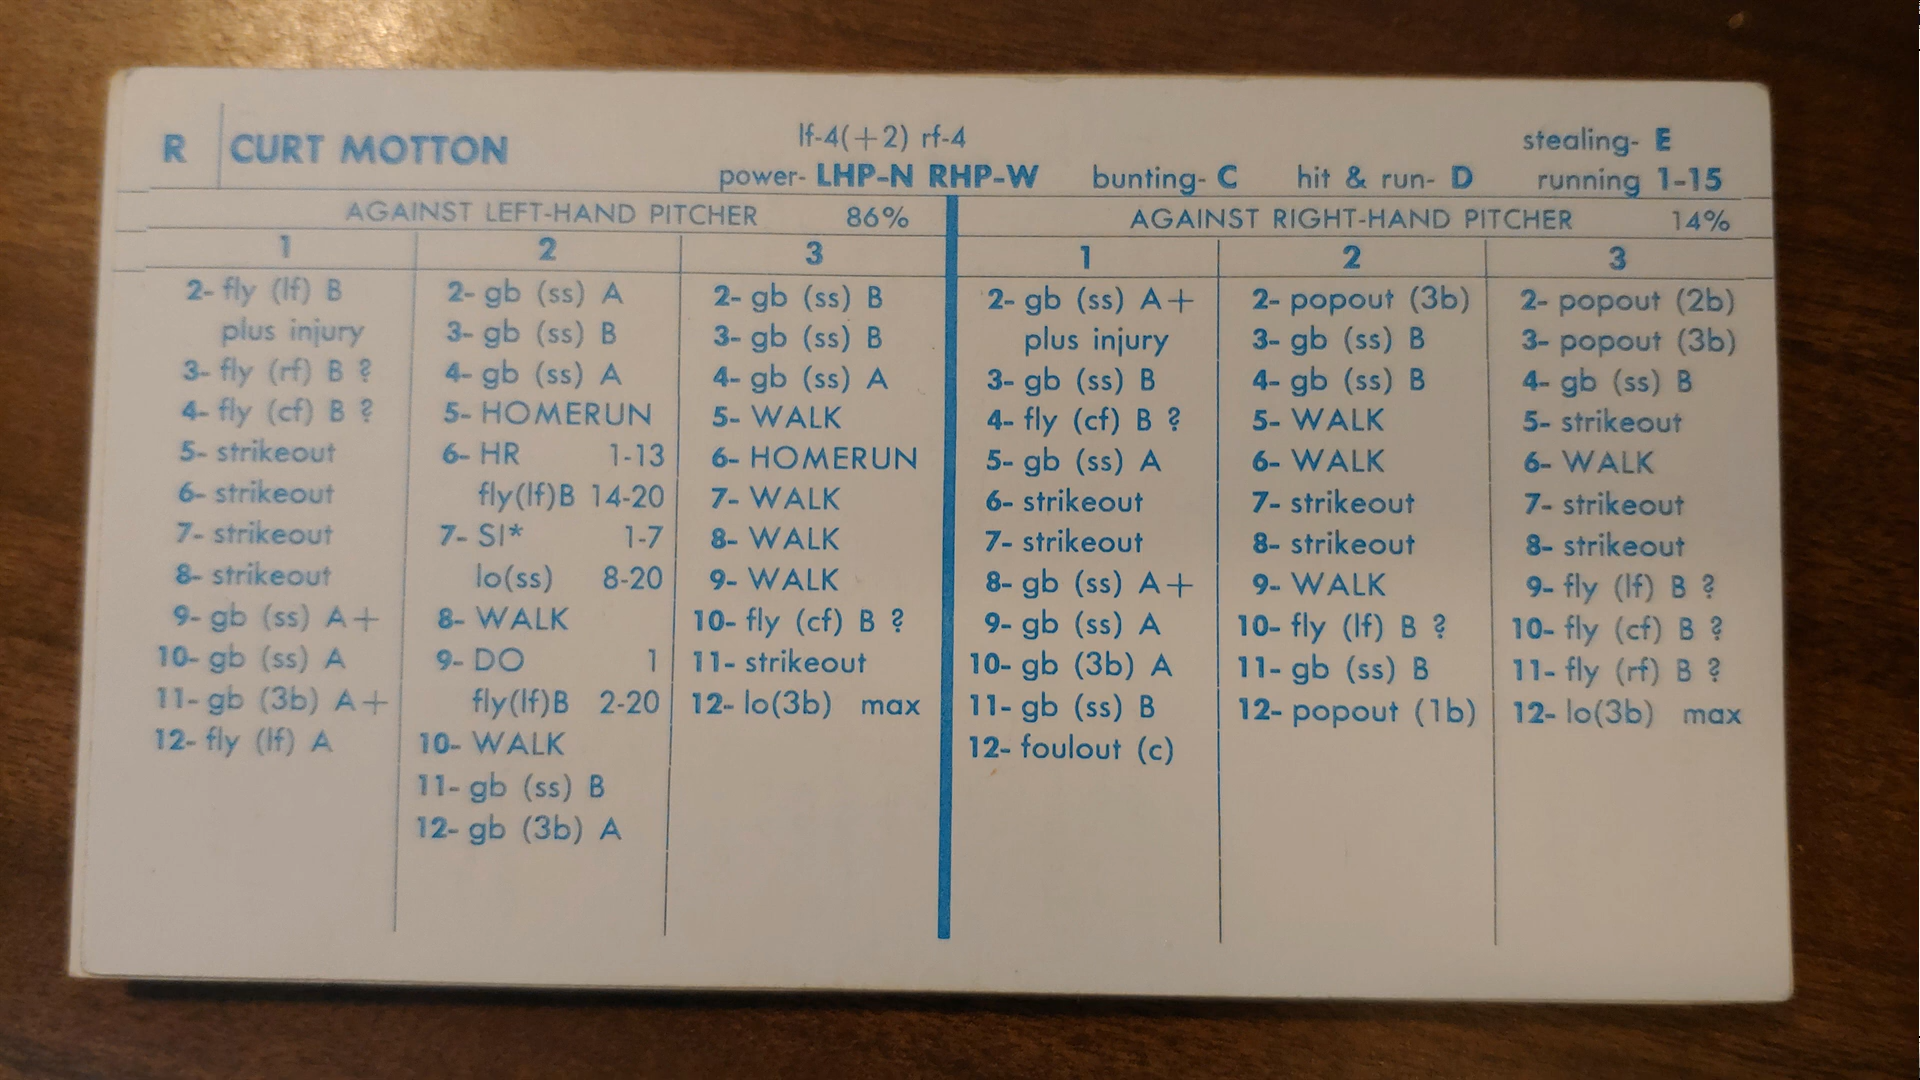 R CURT MOTTON
lf-4(+2) rf-4
stealing- E
power- LHP-N RHP-W bunting- C hit & run- D running 1-15
AGAINST LEFT-HAND PITCHER 86%
1
2- fly (lf) B
plus injury
3- fly (rf) B ?
4- fly (cf) B ?
5- strikeout
6- strikeout
7- strikeout
8- strikeout
9- gb (ss) A+
10- gb (ss) A
11- gb (3b) A+
12- fly (lf) A
2
2- gb (ss) A
3- gb (ss) B
4- gb (ss) A
5- HOMERUN
6- HR 1-13
fly(lf)B 14-20
7- SI* 1-7
lo(ss) 8-20
8- WALK
9- DO 1
fly(lf)B 2-20
10- WALK
11- gb (ss) B
12- gb (3b) A
3
2- gb (ss) B
3- gb (ss) B
4- gb (ss) A
5- WALK
6- HOMERUN
7- WALK
8- WALK
9- WALK
10- fly (cf) B ?
11- strikeout
12- lo(3b) max
AGAINST RIGHT-HAND PITCHER 14%
1
2- gb (ss) A+
plus injury
3- gb (ss) B
4- fly (cf) B ?
5- gb (ss) A
6- strikeout
7- strikeout
8- gb (ss) A+
9- gb (ss) A
10- gb (3b) A
11- gb (ss) B
12- foulout (c)
2
2- popout (3b)
3- gb (ss) B
4- gb (ss) B
5- WALK
6- WALK
7- strikeout
8- strikeout
9- WALK
10- fly (lf) B ?
11- gb (ss) B
12- popout (1b)
3
2- popout (2b)
3- popout (3b)
4- gb (ss) B
5- strikeout
6- WALK
7- strikeout
8- strikeout
9- fly (lf) B ?
10- fly (cf) B ?
11- fly (rf) B ?
12- lo(3b) max